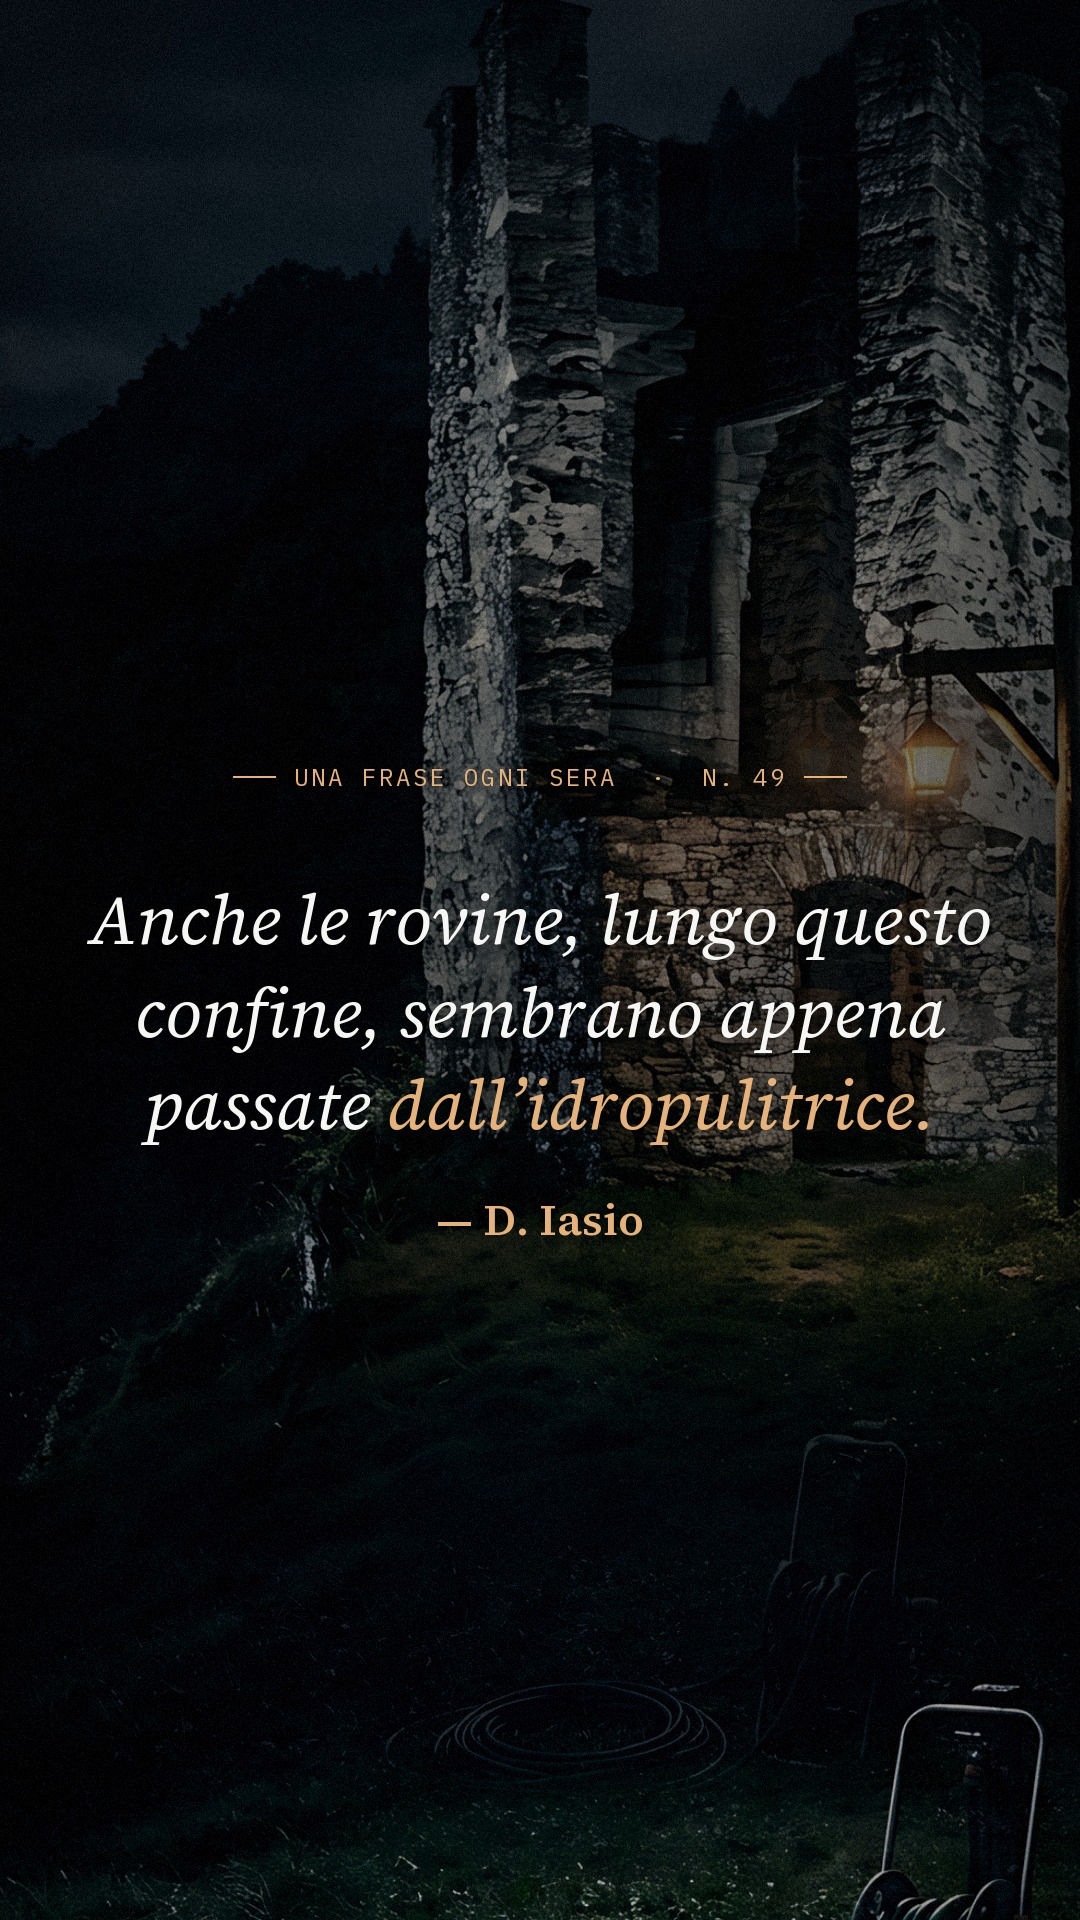 UNA FRASE OGNI SERA · N. 49
Anche le rovine, lungo questo
confine, sembrano appena
passate dall’idropulitrice.
— D. Iasio